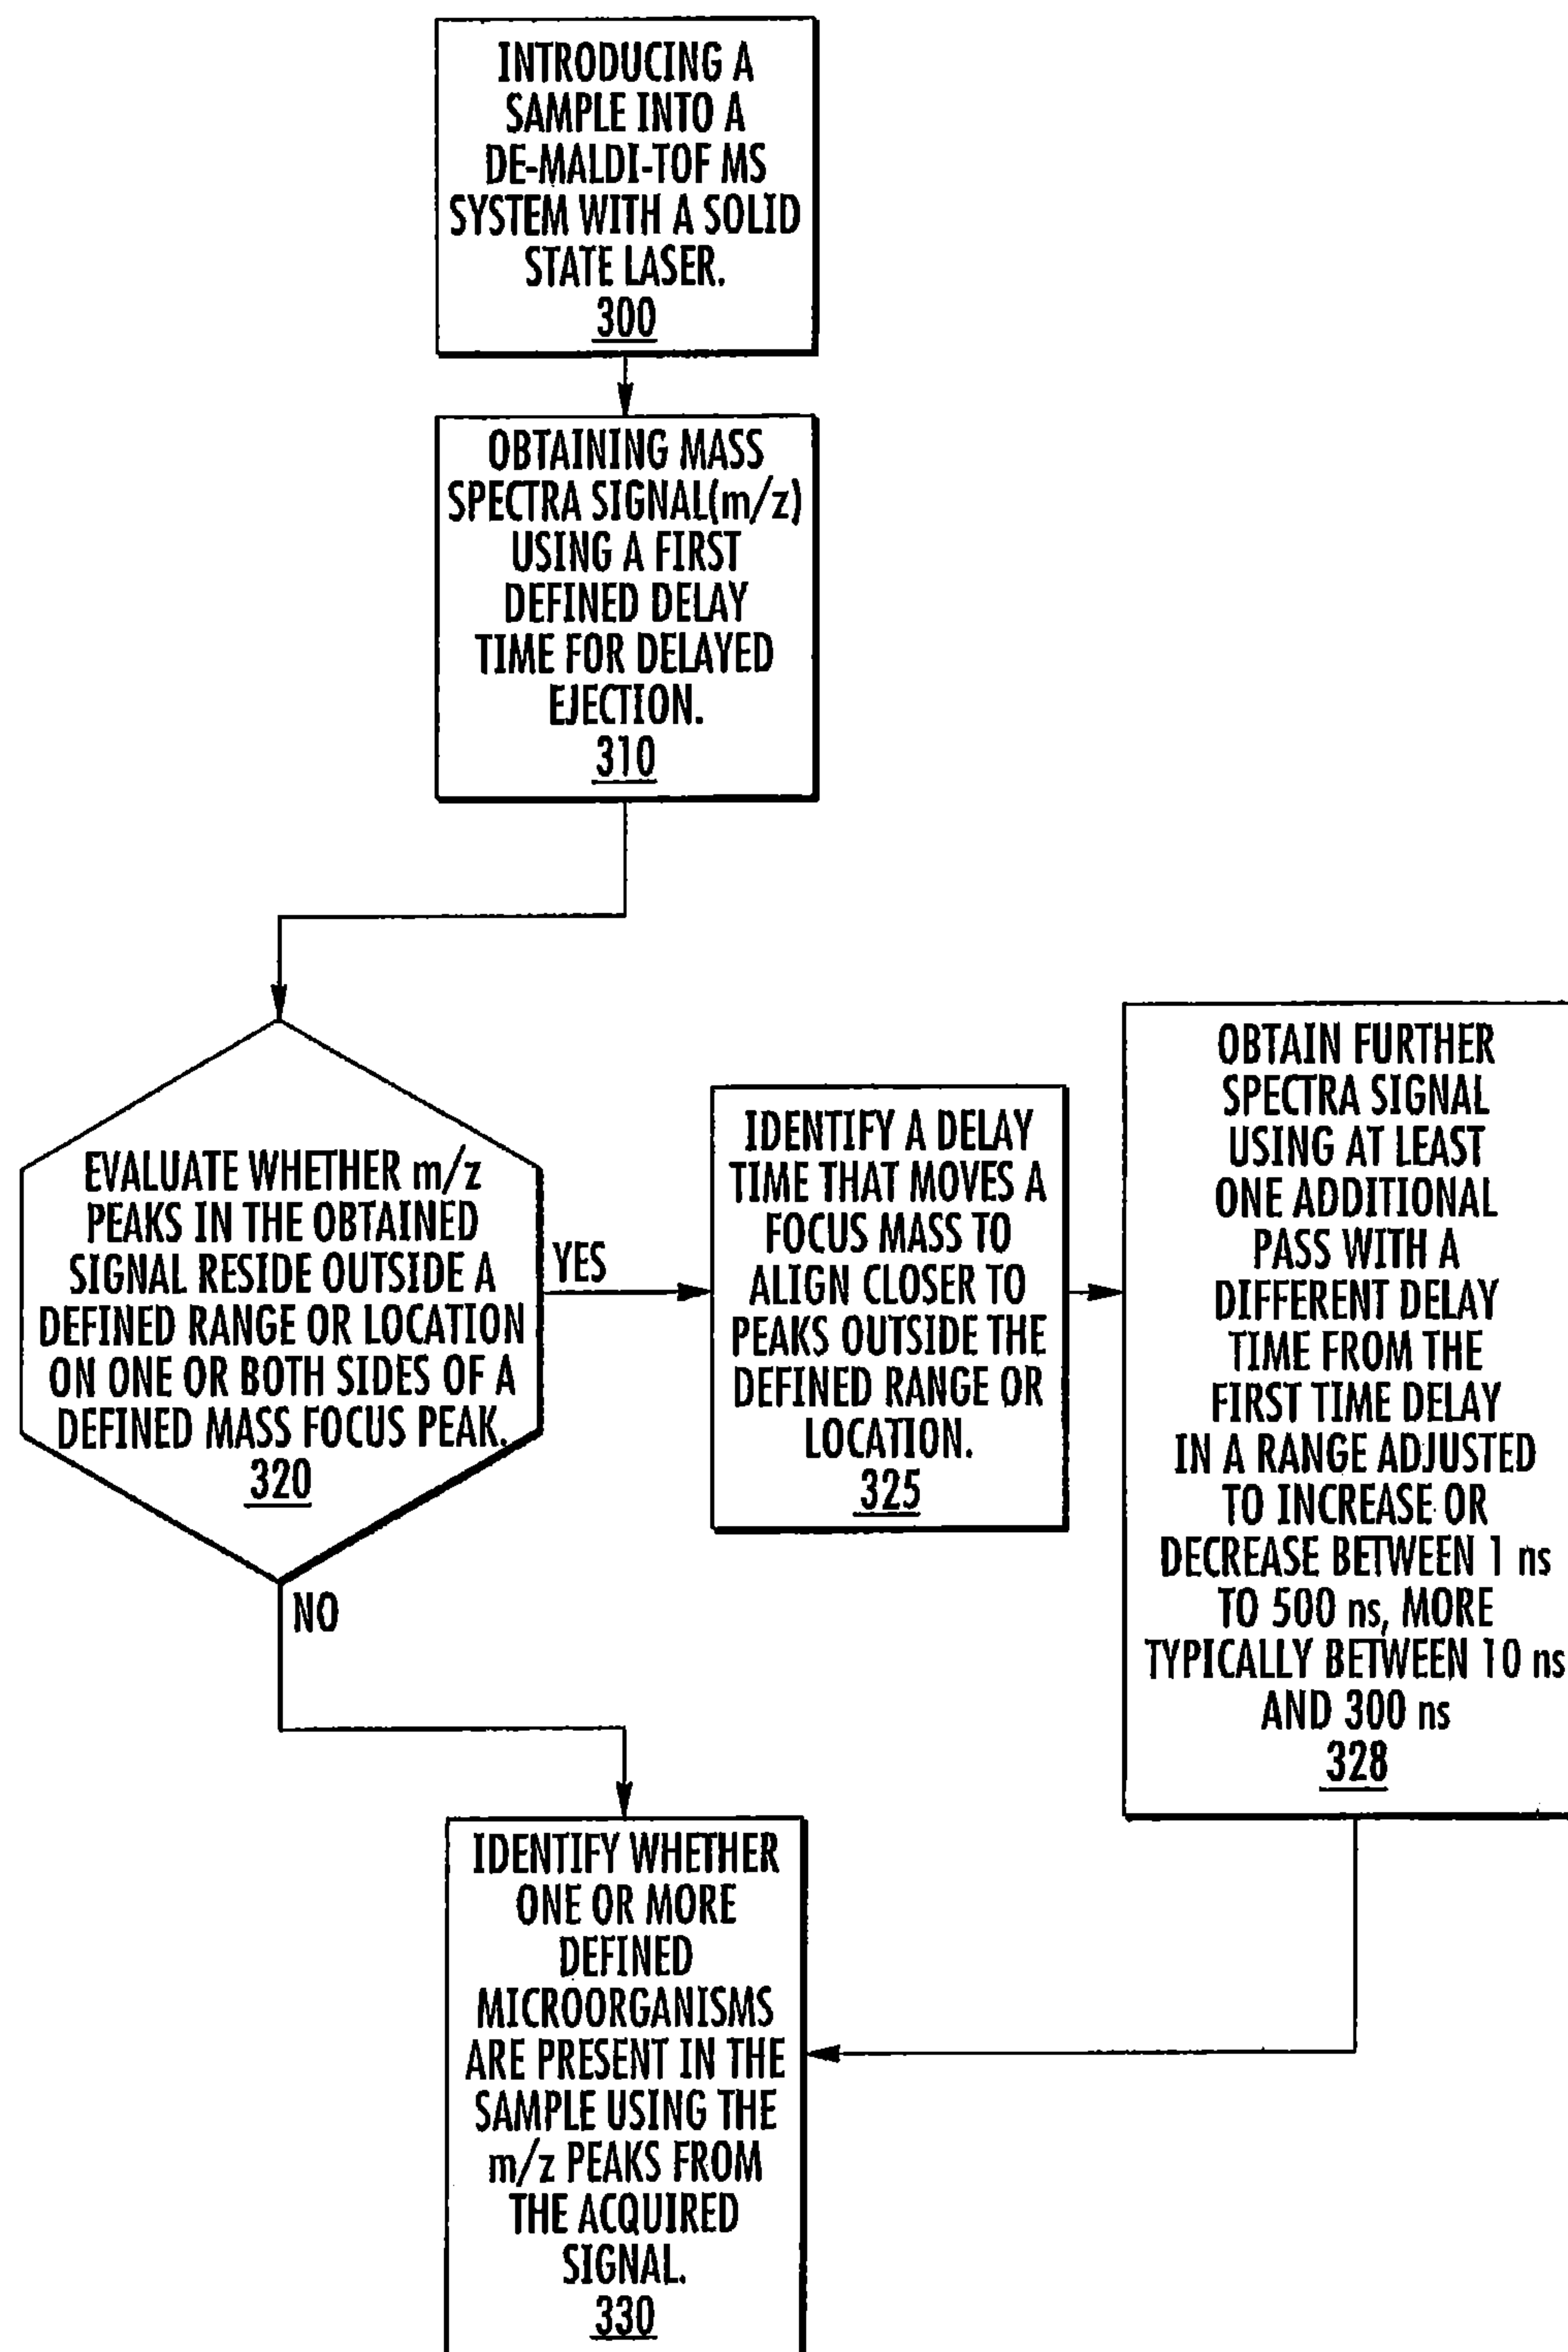 INTRODUCING A
SAMPLE INTO A
DE-MALDI-TOF MS
SYSTEM WITH A SOLID
STATE LASER.
300
OBTAINING MASS
SPECTRA SIGNAL(m/z)
USING A FIRST
DEFINED DELAY
TIME FOR DELAYED
EJECTION.
310
EVALUATE WHETHER m/z
PEAKS IN THE OBTAINED
SIGNAL RESIDE OUTSIDE A
DEFINED RANGE OR LOCATION
ON ONE OR BOTH SIDES OF A
DEFINED MASS FOCUS PEAK.
320
YES
NO
IDENTIFY A DELAY
TIME THAT MOVES A
FOCUS MASS TO
ALIGN CLOSER TO
PEAKS OUTSIDE THE
DEFINED RANGE OR
LOCATION.
325
OBTAIN FURTHER
SPECTRA SIGNAL
USING AT LEAST
ONE ADDITIONAL
PASS WITH A
DIFFERENT DELAY
TIME FROM THE
FIRST TIME DELAY
IN A RANGE ADJUSTED
TO INCREASE OR
DECREASE BETWEEN 1 ns
TO 500 ns, MORE
TYPICALLY BETWEEN 10 ns
AND 300 ns
328
IDENTIFY WHETHER
ONE OR MORE
DEFINED
MICROORGANISMS
ARE PRESENT IN THE
SAMPLE USING THE
m/z PEAKS FROM
THE ACQUIRED
SIGNAL.
330